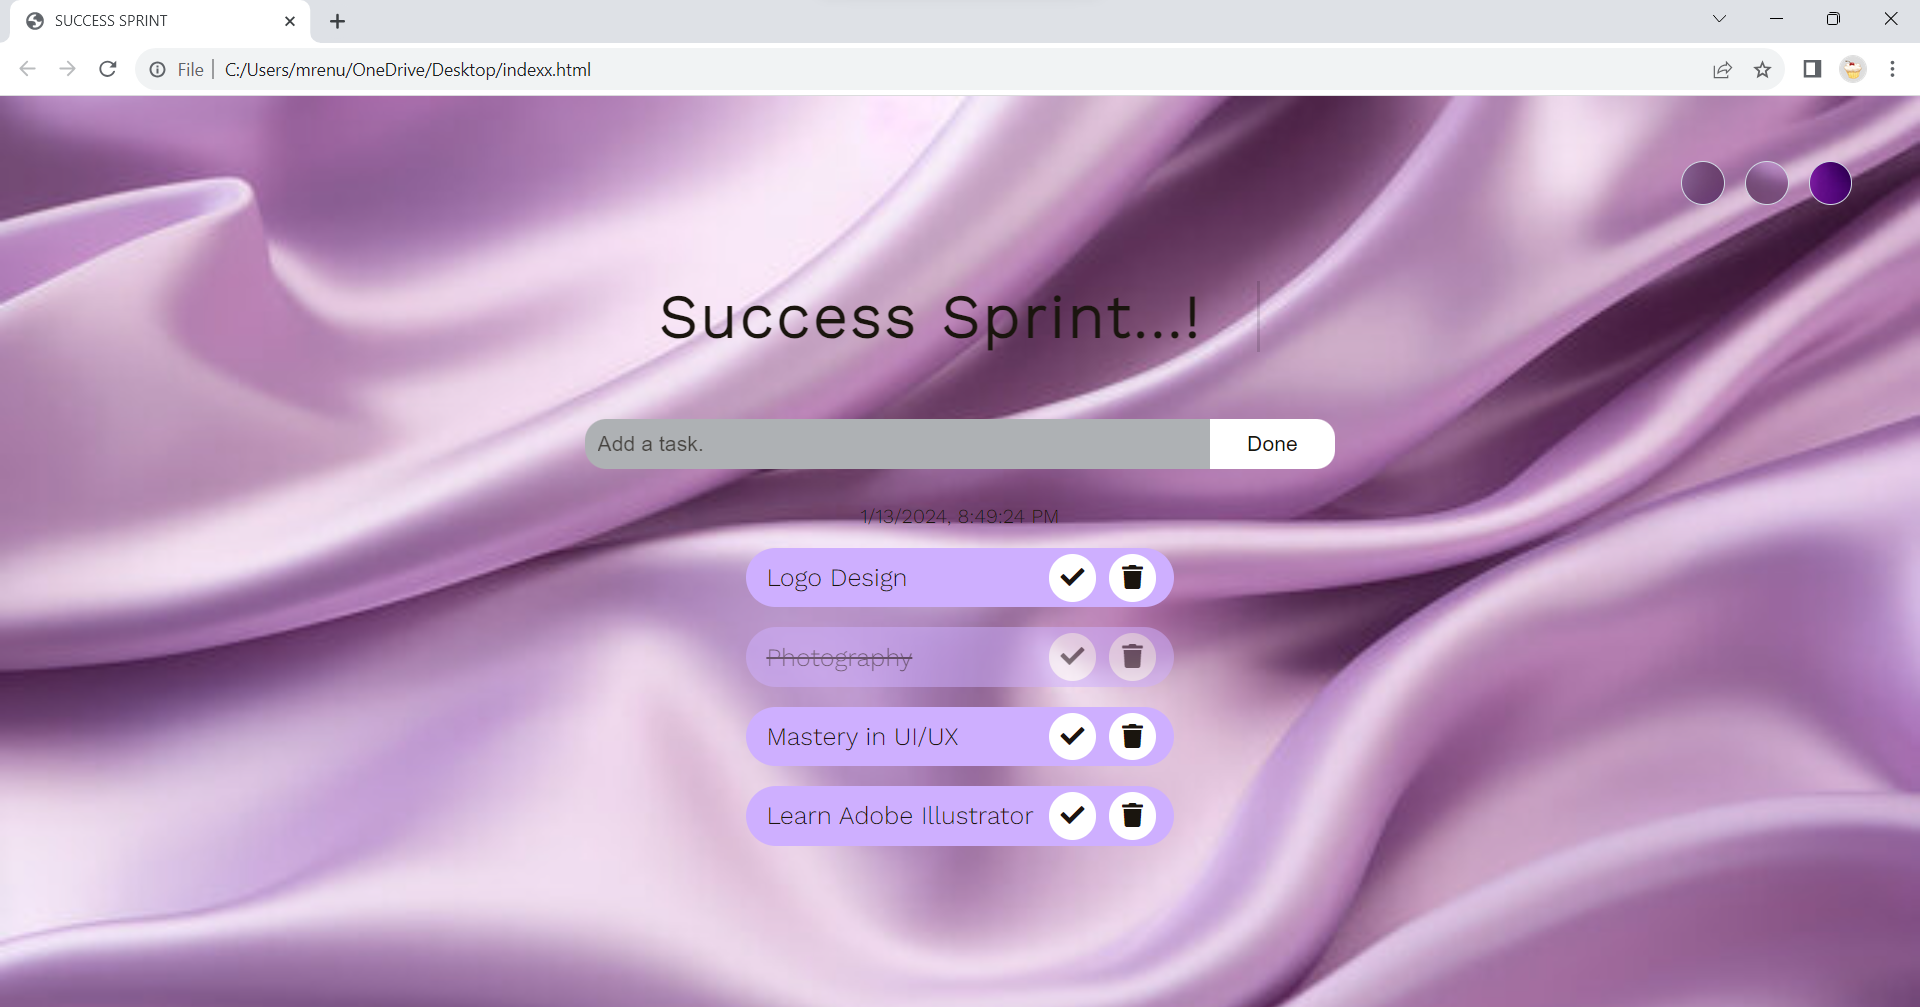 SUCCESS SPRINT
File | C:/Users/mrenu/OneDrive/Desktop/indexx.html
Success Sprint...!
Add a task.
Done
1/13/2024, 8:49:24 PM
Logo Design
Photography
Mastery in UI/UX
Learn Adobe Illustrator